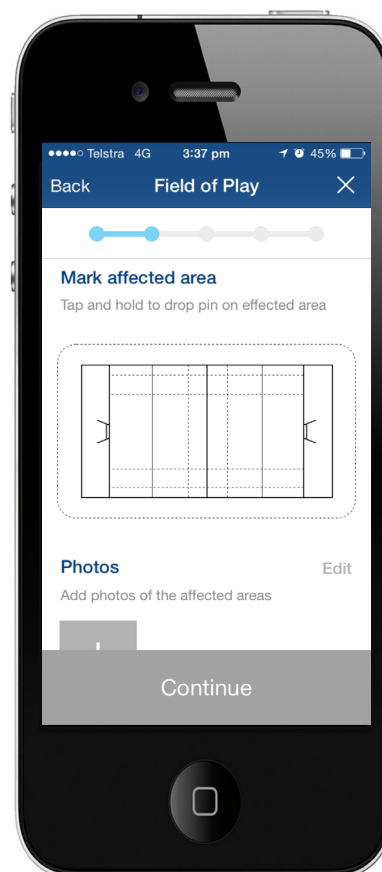 Telstra 4G 3:37 pm 45%
Back Field of Play
Mark affected area
Tap and hold to drop pin on effected area
Photos Edit
Add photos of the affected areas
Continue